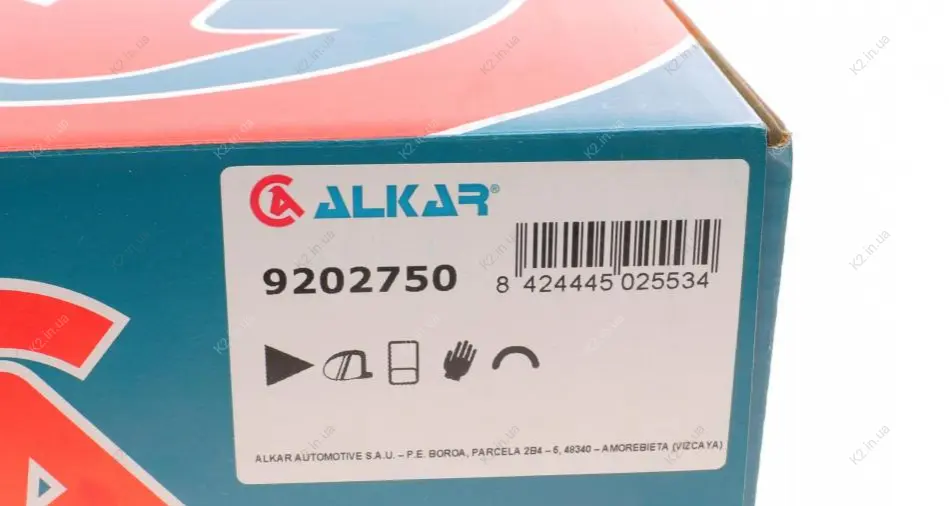 ALKAR®
9202750
8 424445 025534
ALKAR AUTOMOTIVE S.A.U. – P.E. BOROA, PARCELA 2B4 – 5, 48340 – AMOREBIETA (VIZCAYA)
K2.in.ua